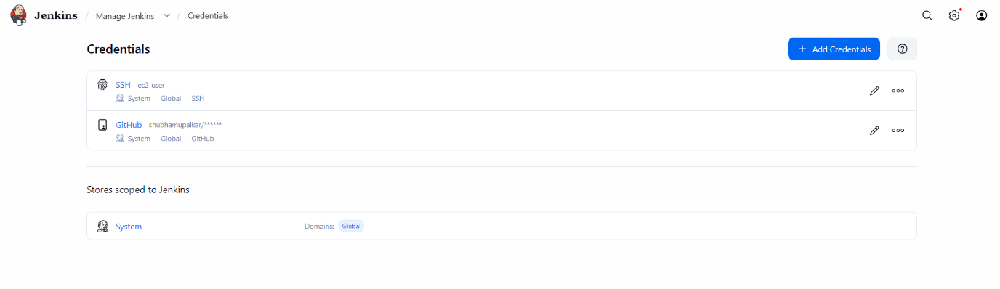 Jenkins / Manage Jenkins / Credentials
Credentials
+ Add Credentials
SSH ec2-user
System - Global - SSH
GitHub shubhamupalkar/******
System - Global - GitHub
Stores scoped to Jenkins
System Domains: Global